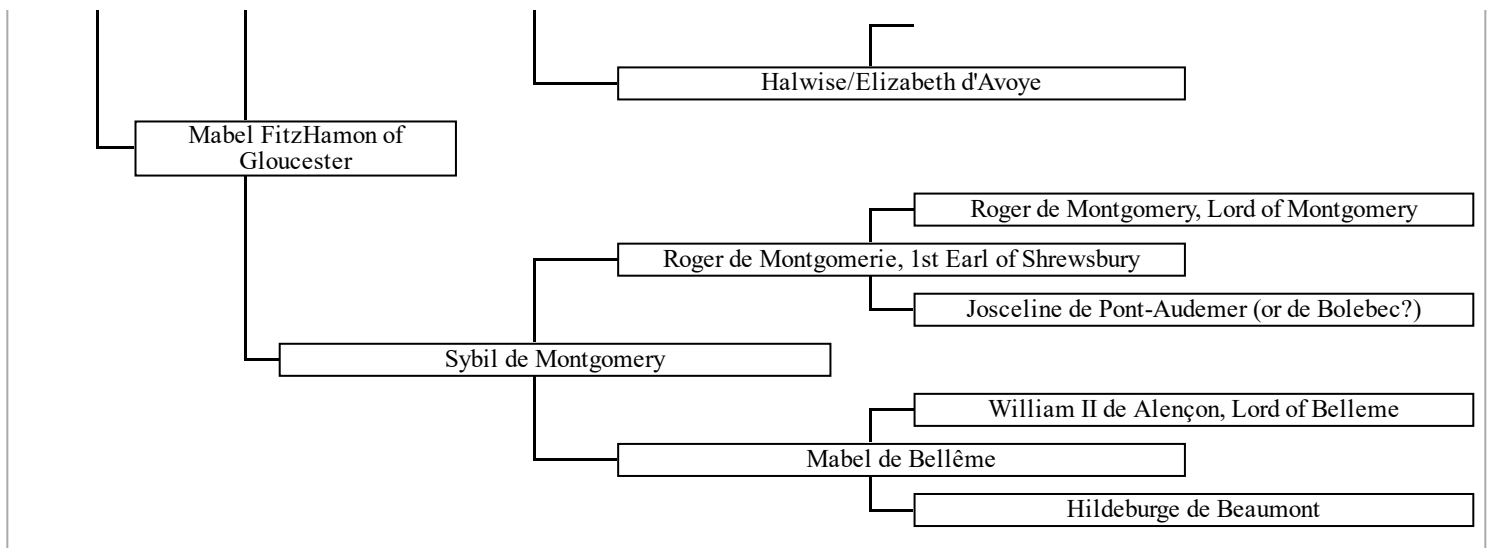 Halwise/Elizabeth d'Avoye
Mabel FitzHamon of
Gloucester
Roger de Montgomery, Lord of Montgomery
Roger de Montgomerie, 1st Earl of Shrewsbury
Josceline de Pont-Audemer (or de Bolebec?)
Sybil de Montgomery
William II de Alençon, Lord of Belleme
Mabel de Bellême
Hildeburge de Beaumont